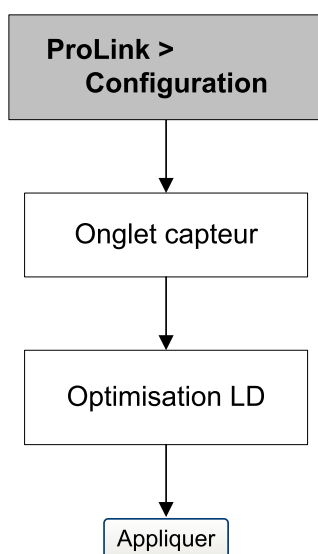 ProLink >
Configuration
Onglet capteur
Optimisation LD
Appliquer